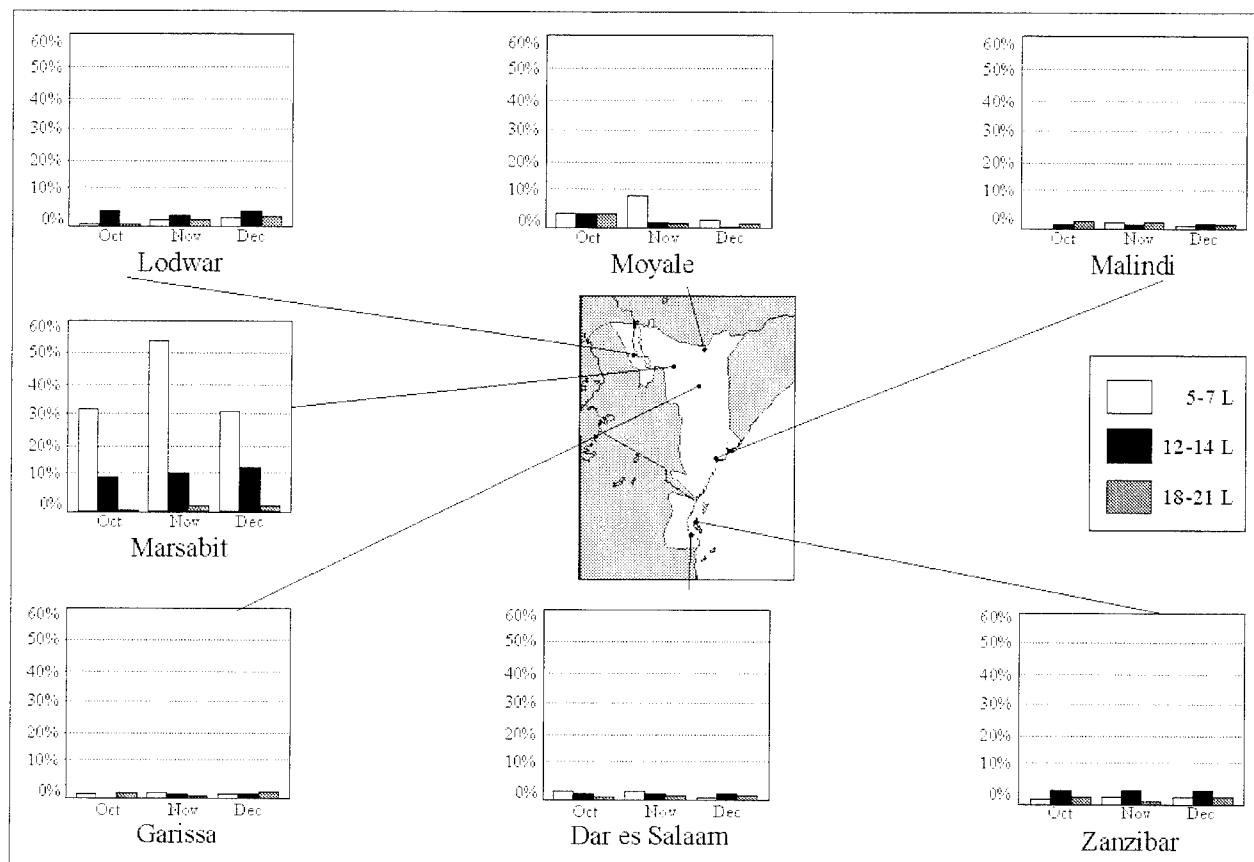 60%
50%
40%
30%
20%
10%
0%
Oct Nov Dec
Lodwar
60%
50%
40%
30%
20%
10%
0%
Oct Nov Dec
Moyale
60%
50%
40%
30%
20%
10%
0%
Oct Nov Dec
Malindi
60%
50%
40%
30%
20%
10%
0%
Oct Nov Dec
Marsabit
5-7 L
12-14 L
18-21 L
60%
50%
40%
30%
20%
10%
0%
Oct Nov Dec
Garissa
60%
50%
40%
30%
20%
10%
0%
Oct Nov Dec
Dar es Salaam
60%
50%
40%
30%
20%
10%
0%
Oct Nov Dec
Zanzibar